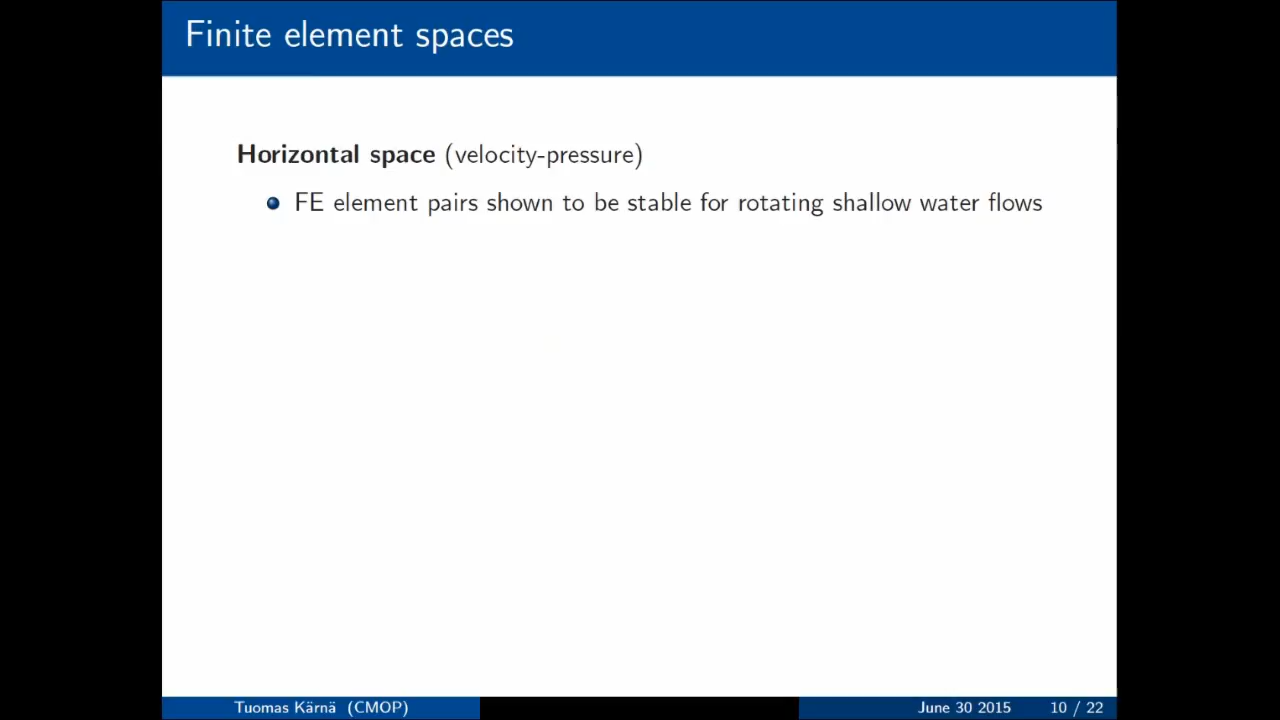 Finite element spaces
Horizontal space (velocity-pressure)
FE element pairs shown to be stable for rotating shallow water flows
Tuomas Kärnä (CMOP) June 30 2015 10 / 22